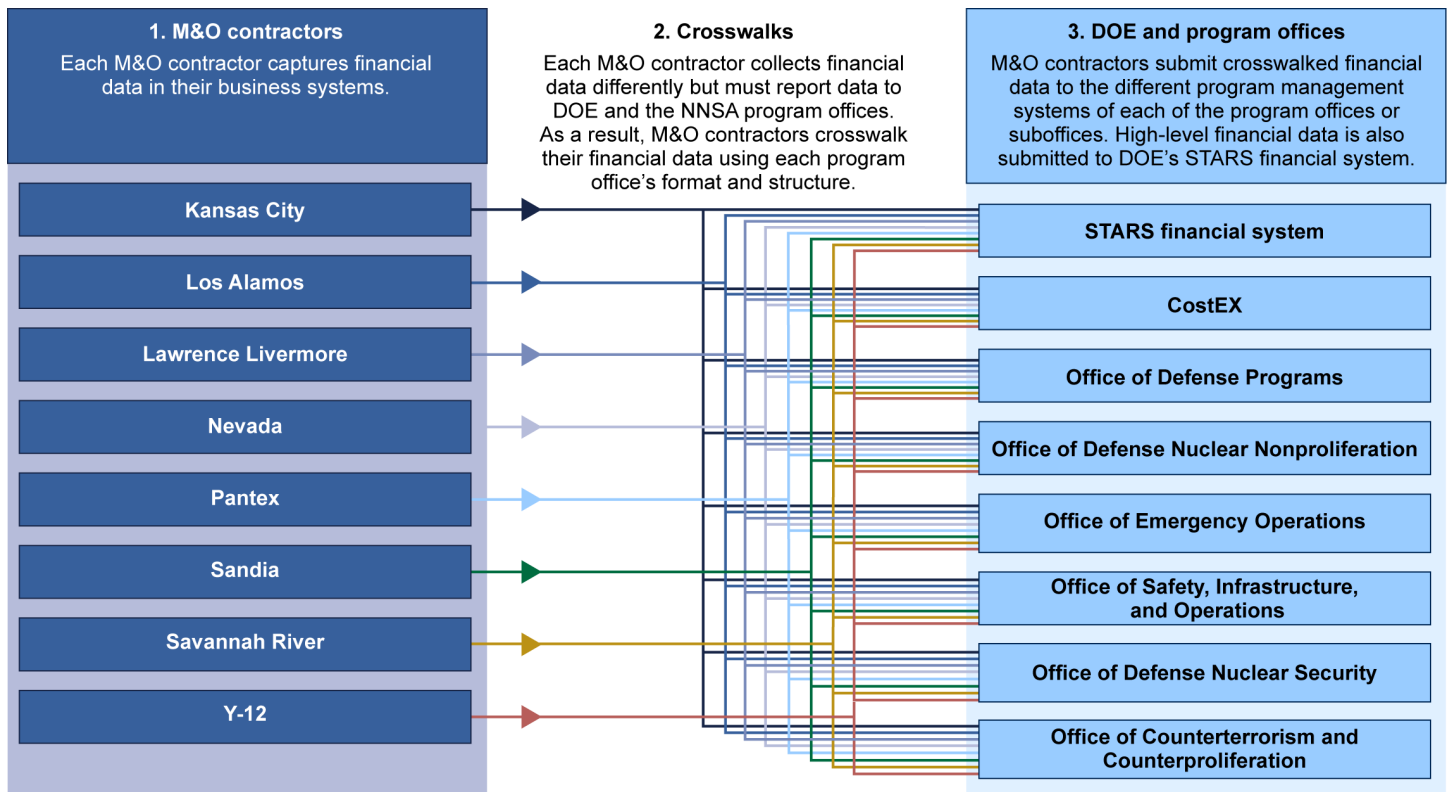 1. M&O contractors
Each M&O contractor captures financial
data in their business systems.
Kansas City
Los Alamos
Lawrence Livermore
Nevada
Pantex
Sandia
Savannah River
Y-12
2. Crosswalks
Each M&O contractor collects financial
data differently but must report data to
DOE and the NNSA program offices.
As a result, M&O contractors crosswalk
their financial data using each program
office’s format and structure.
3. DOE and program offices
M&O contractors submit crosswalked financial
data to the different program management
systems of each of the program offices or
suboffices. High-level financial data is also
submitted to DOE’s STARS financial system.
STARS financial system
CostEX
Office of Defense Programs
Office of Defense Nuclear Nonproliferation
Office of Emergency Operations
Office of Safety, Infrastructure,
and Operations
Office of Defense Nuclear Security
Office of Counterterrorism and
Counterproliferation